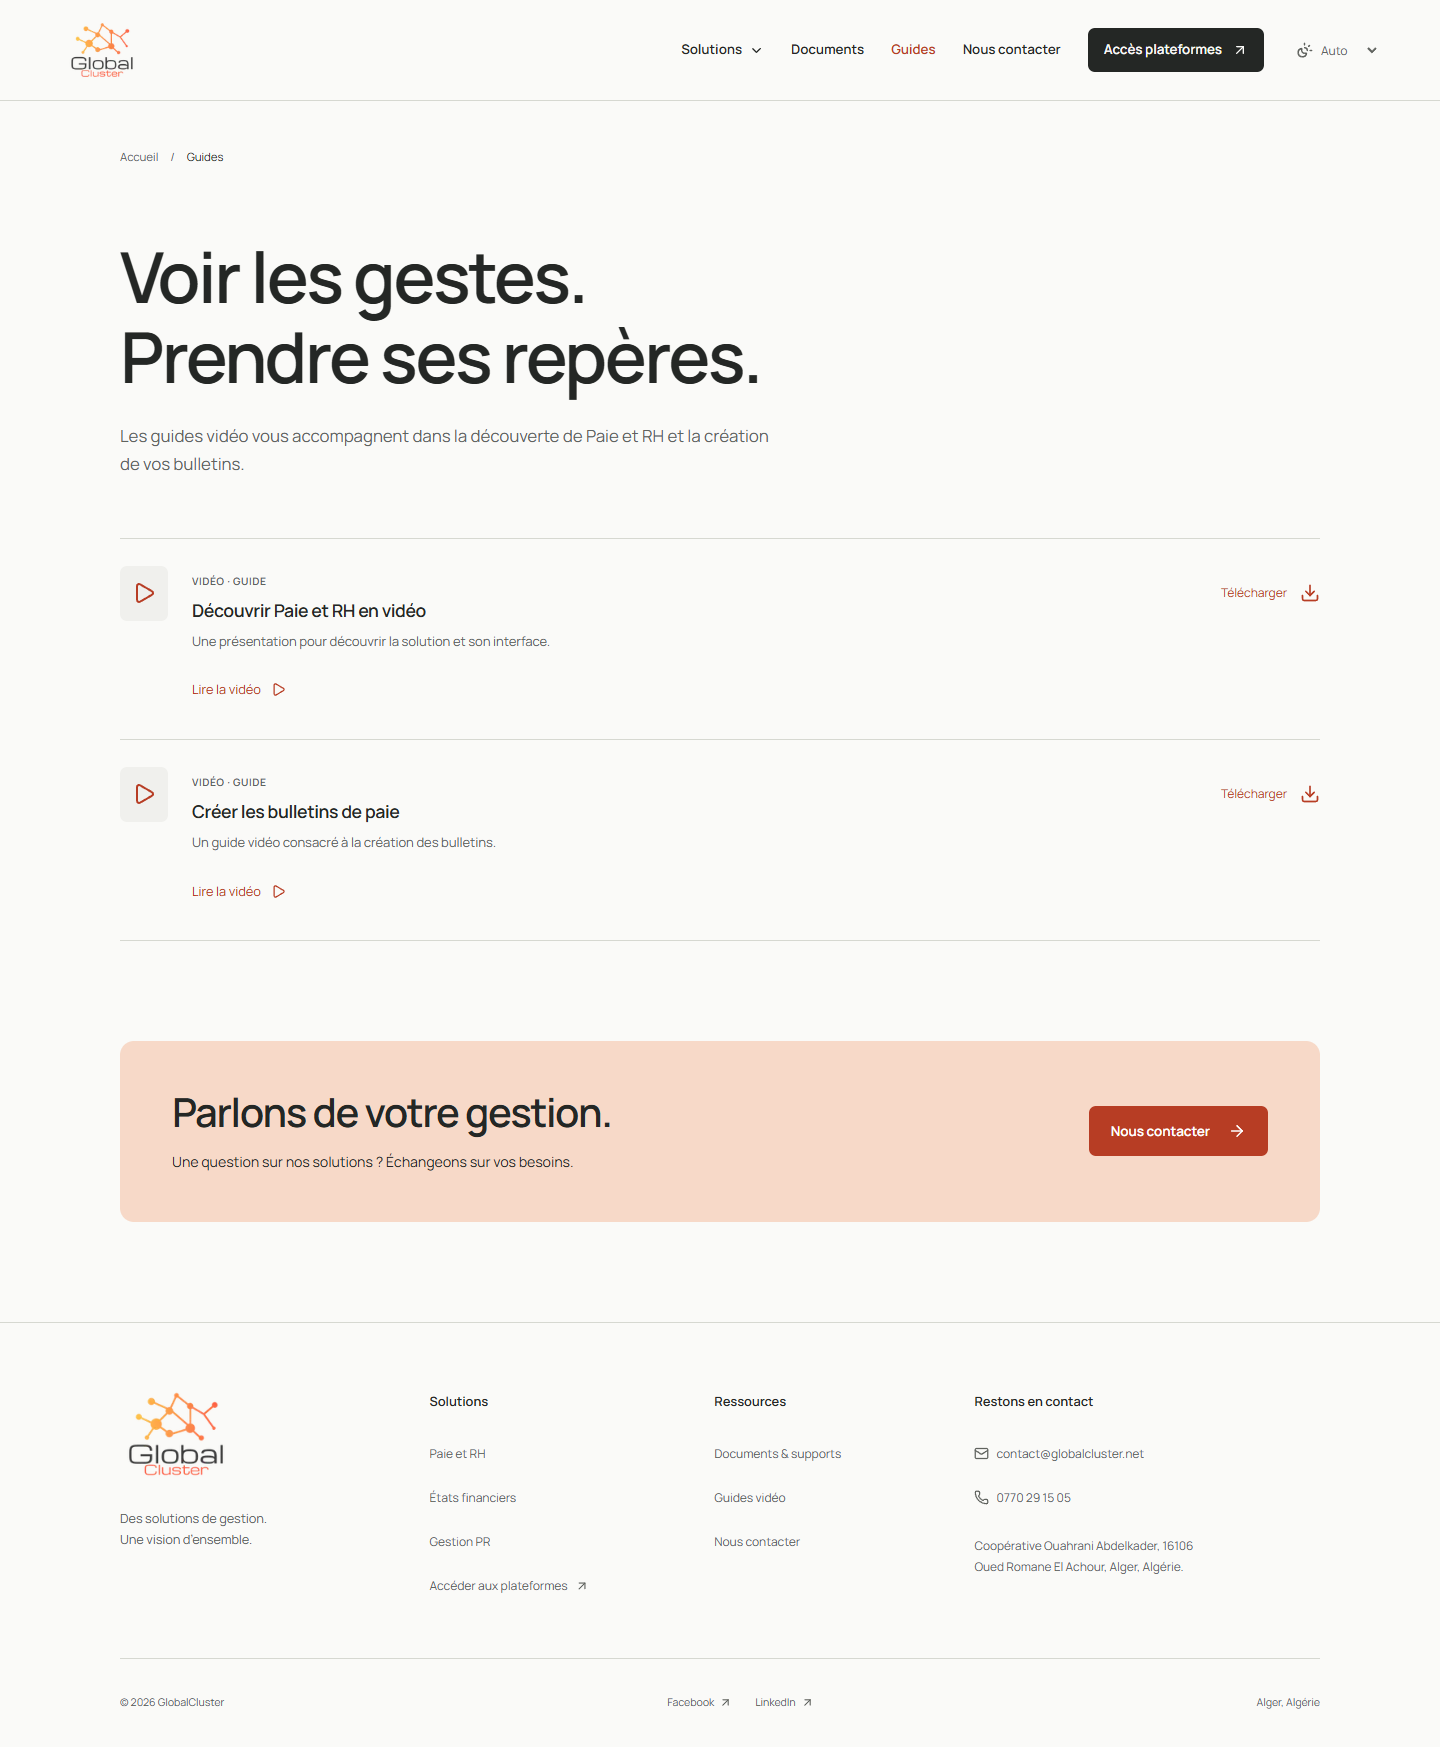 Global
Cluster
Solutions
Documents
Guides
Nous contacter
Accès plateformes
Auto
Accueil / Guides
Voir les gestes.
Prendre ses repères.
Les guides vidéo vous accompagnent dans la découverte de Paie et RH et la création
de vos bulletins.
VIDÉO · GUIDE
Découvrir Paie et RH en vidéo
Une présentation pour découvrir la solution et son interface.
Lire la vidéo
Télécharger
VIDÉO · GUIDE
Créer les bulletins de paie
Un guide vidéo consacré à la création des bulletins.
Lire la vidéo
Télécharger
Parlons de votre gestion.
Une question sur nos solutions ? Échangeons sur vos besoins.
Nous contacter
Global
Cluster
Des solutions de gestion.
Une vision d'ensemble.
Solutions
Paie et RH
États financiers
Gestion PR
Accéder aux plateformes
Ressources
Documents & supports
Guides vidéo
Nous contacter
Restons en contact
contact@globalcluster.net
0770 29 15 05
Coopérative Ouahrani Abdelkader, 16106
Oued Romane El Achour, Alger, Algérie.
© 2026 GlobalCluster
Facebook
LinkedIn
Alger, Algérie